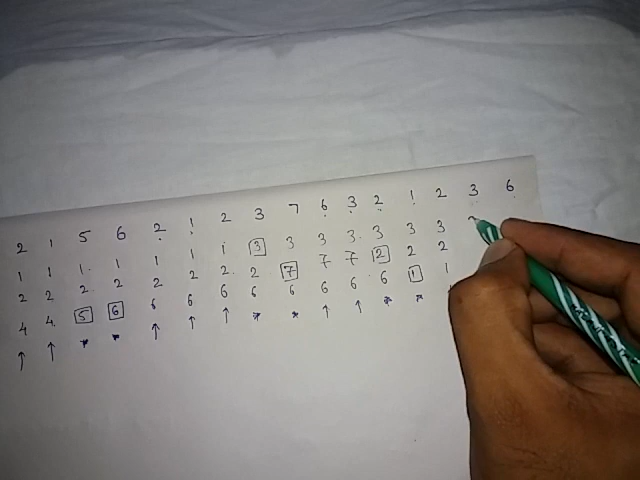 2 1 5 6 2 1 2 3 7 6 3 2 1 2 3 6
1 1 1 1 1 1 1 3 3 3 3 3 3 3
2 2 2 2 2 2 2 2 7 7 7 2 2 2
4 4 5 6 6 6 6 6 6 6 6 6 1 1
↑ ↑ * * ↑ ↑ ↑ * * ↑ ↑ * *